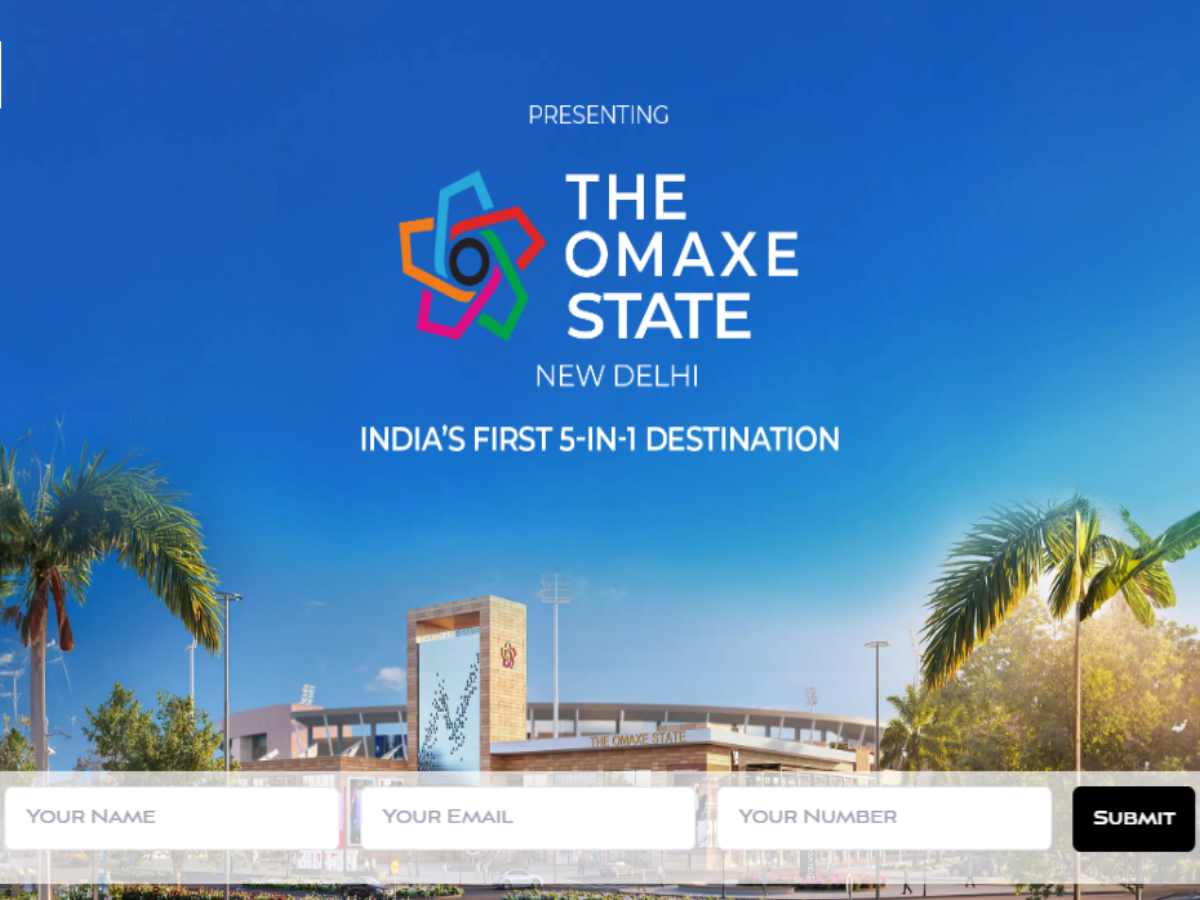 PRESENTING
THE
OMAXE
STATE
NEW DELHI
INDIA'S FIRST 5-IN-1 DESTINATION
THE OMAXE STATE
Your Name
Your Email
Your Number
Submit